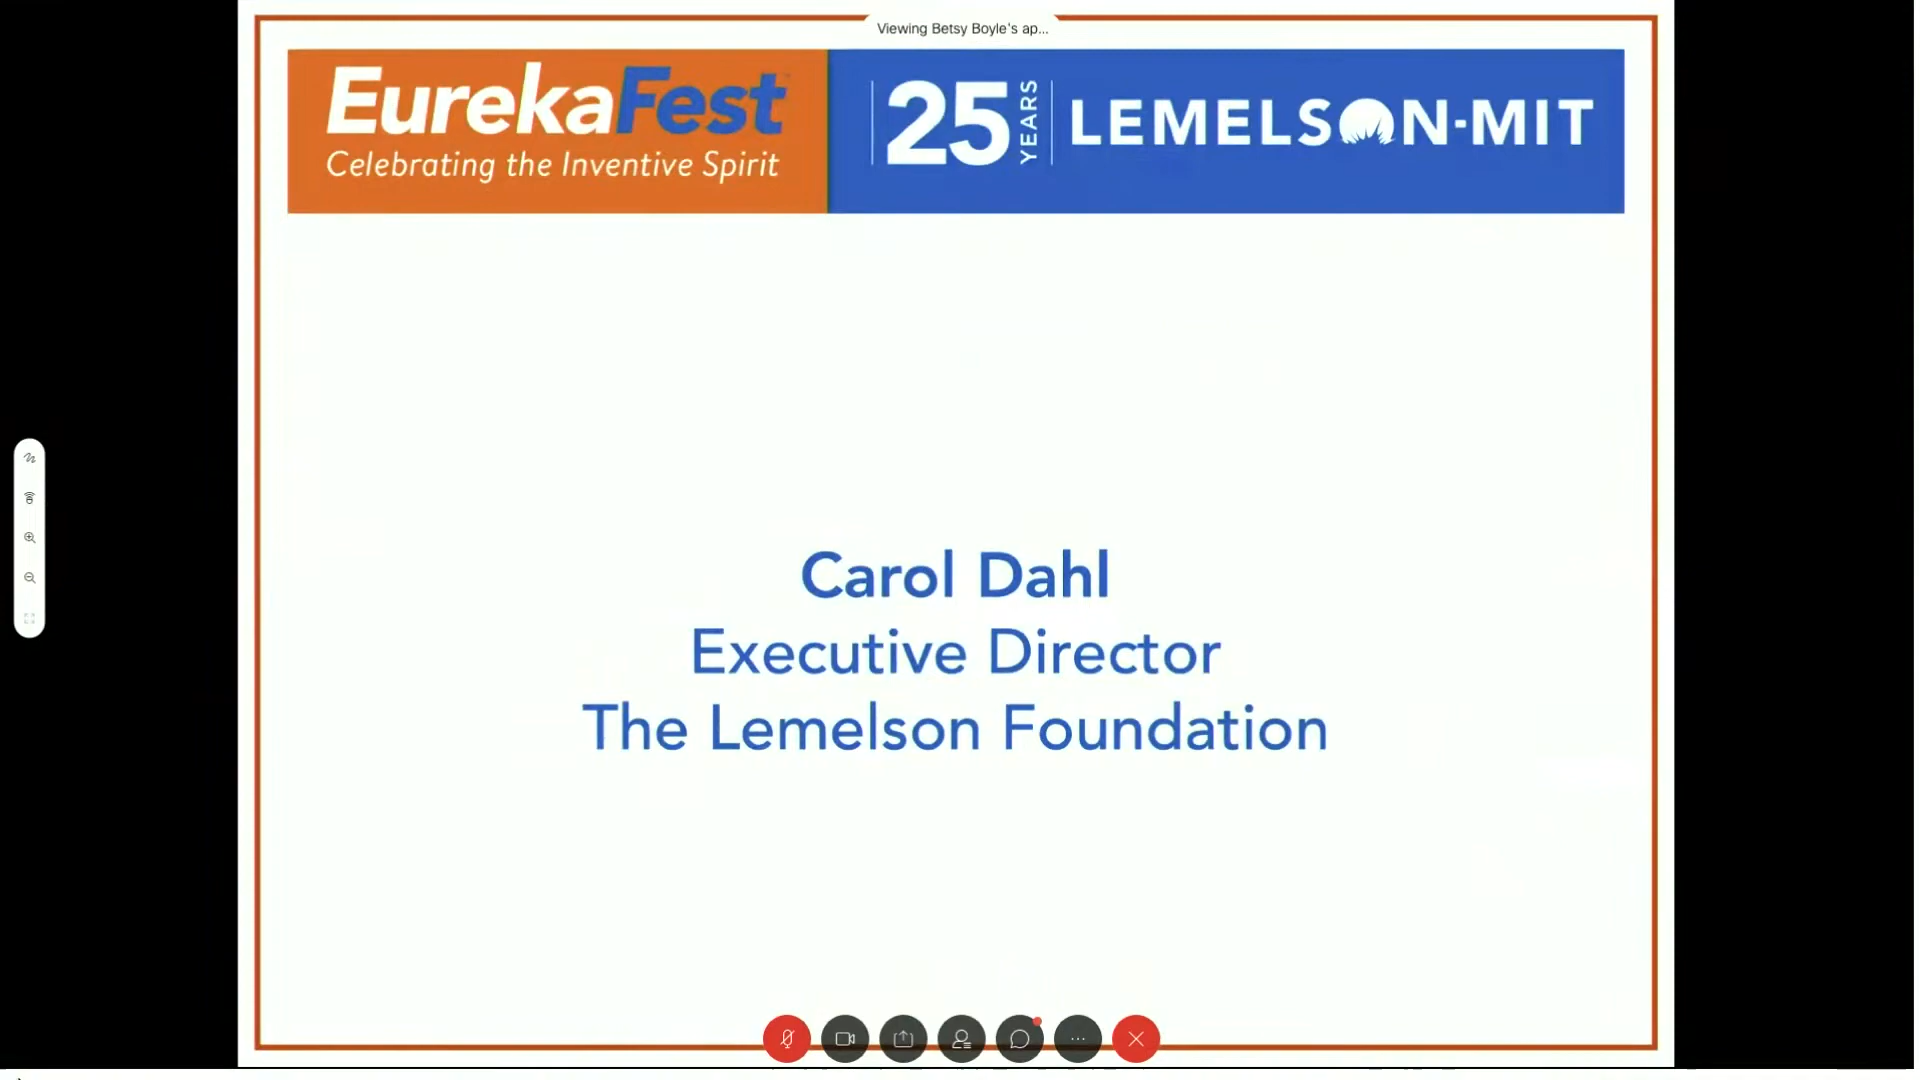 Viewing Betsy Boyle's ap...
EurekaFest
Celebrating the Inventive Spirit
25 YEARS
LEMELSON-MIT
Carol Dahl
Executive Director
The Lemelson Foundation